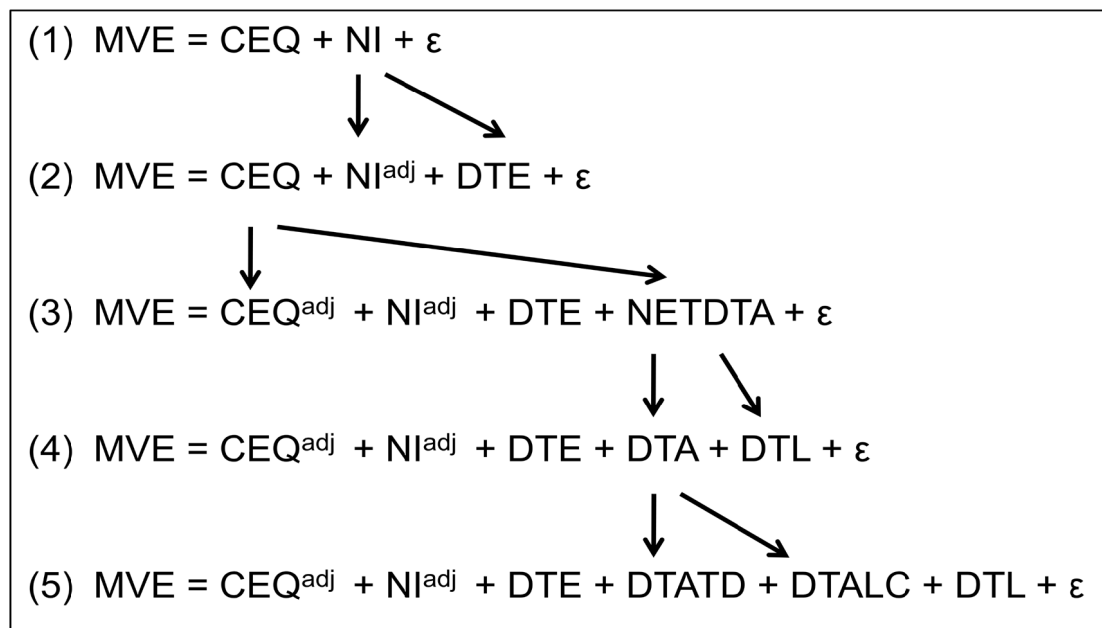 (1) MVE = CEQ + NI + ε
(2) MVE = CEQ + NI^adj + DTE + ε
(3) MVE = CEQ^adj + NI^adj + DTE + NETDTA + ε
(4) MVE = CEQ^adj + NI^adj + DTE + DTA + DTL + ε
(5) MVE = CEQ^adj + NI^adj + DTE + DTATD + DTALC + DTL + ε